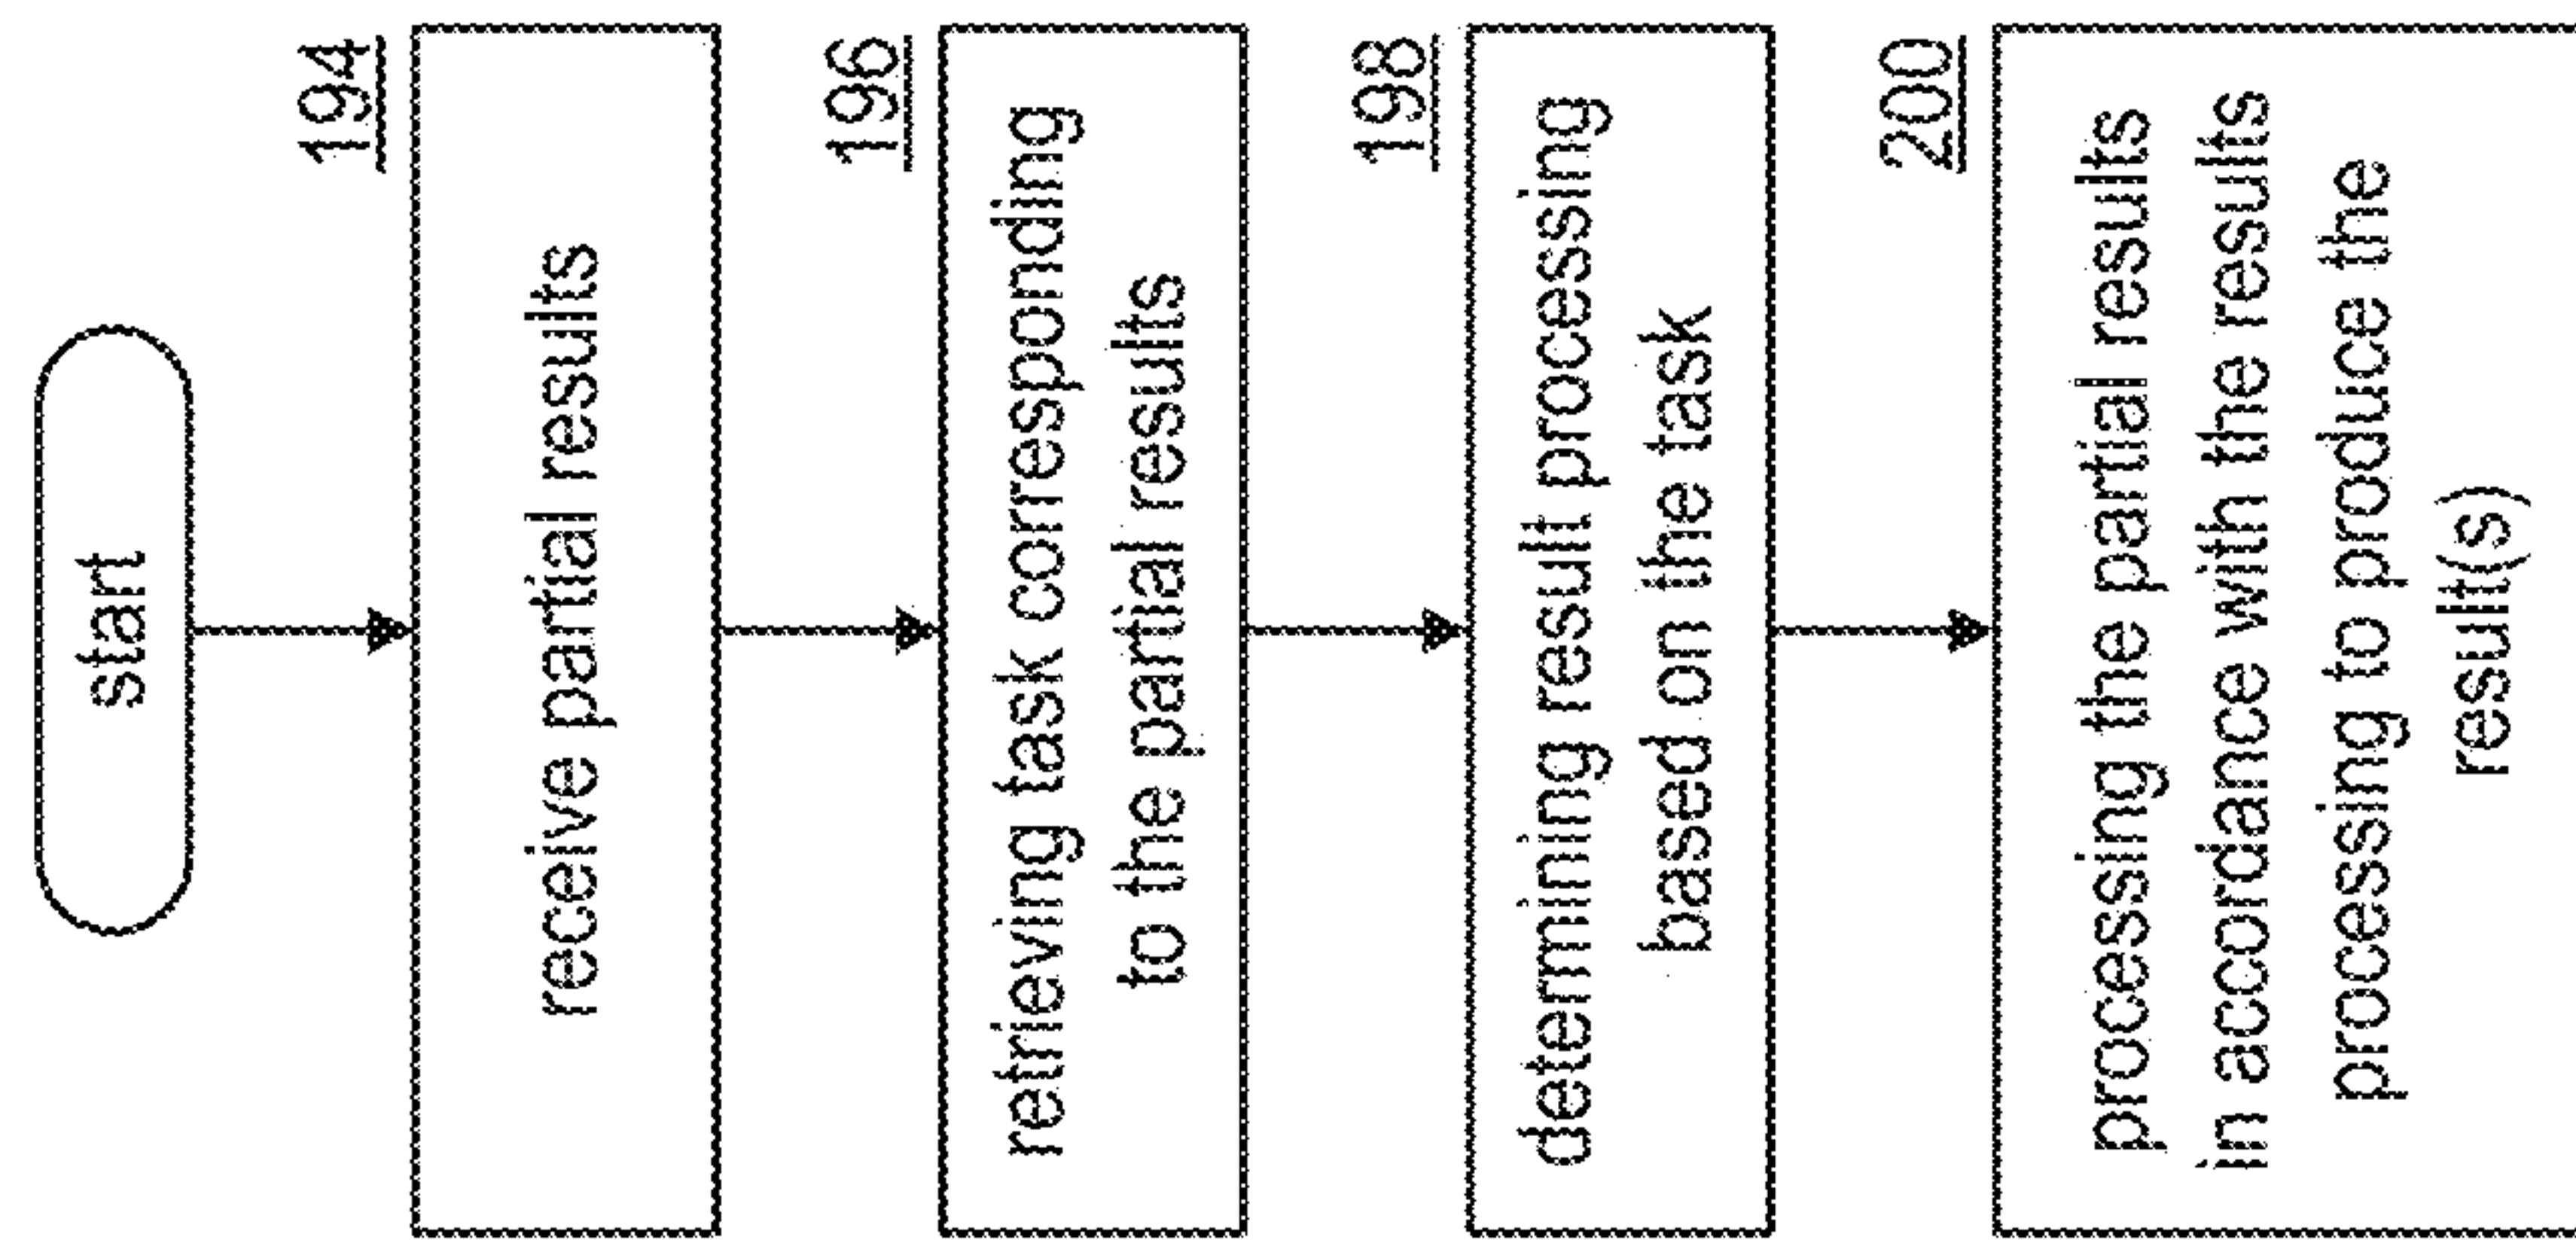 start
194
receive partial results
196
retrieving task corresponding
to the partial results
198
determining result processing
based on the task
200
processing the partial results
in accordance with the results
processing to produce the
result(s)